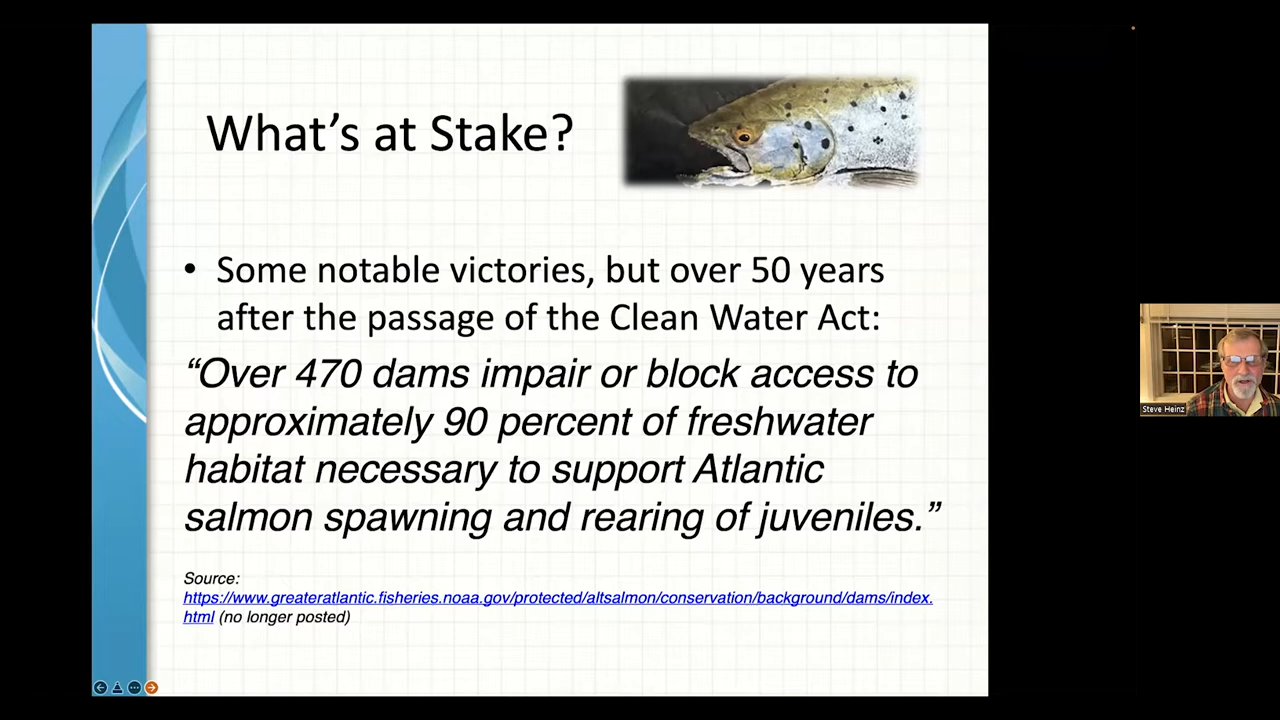 What's at Stake?
• Some notable victories, but over 50 years
after the passage of the Clean Water Act:
“Over 470 dams impair or block access to
approximately 90 percent of freshwater
habitat necessary to support Atlantic
salmon spawning and rearing of juveniles.”
Source:
https://www.greateratlantic.fisheries.noaa.gov/protected/altsalmon/conservation/background/dams/index.
html (no longer posted)
Steve Heinz